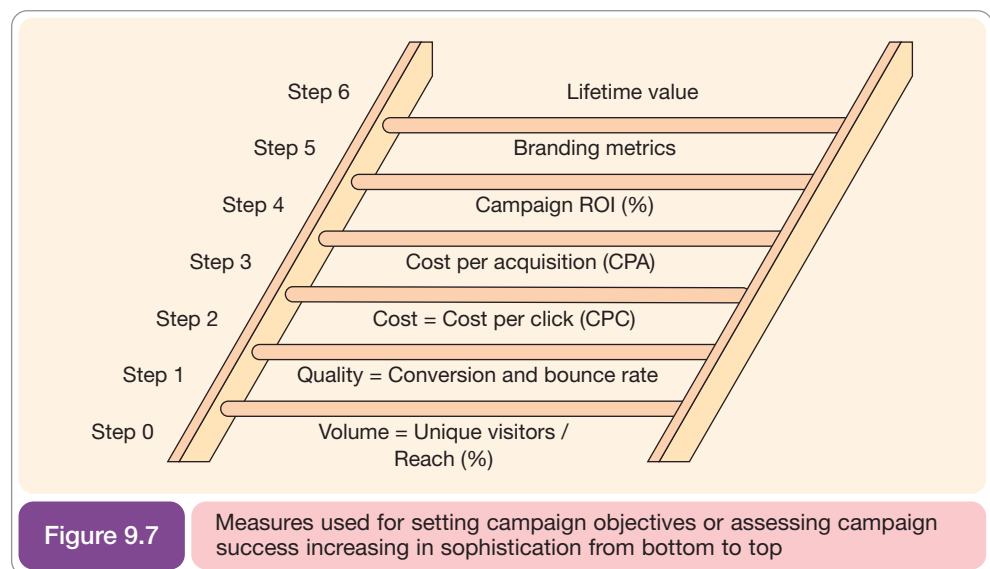 Step 6 Lifetime value
Step 5 Branding metrics
Step 4 Campaign ROI (%)
Step 3 Cost per acquisition (CPA)
Step 2 Cost = Cost per click (CPC)
Step 1 Quality = Conversion and bounce rate
Step 0 Volume = Unique visitors /
Reach (%)
Figure 9.7
Measures used for setting campaign objectives or assessing campaign
success increasing in sophistication from bottom to top